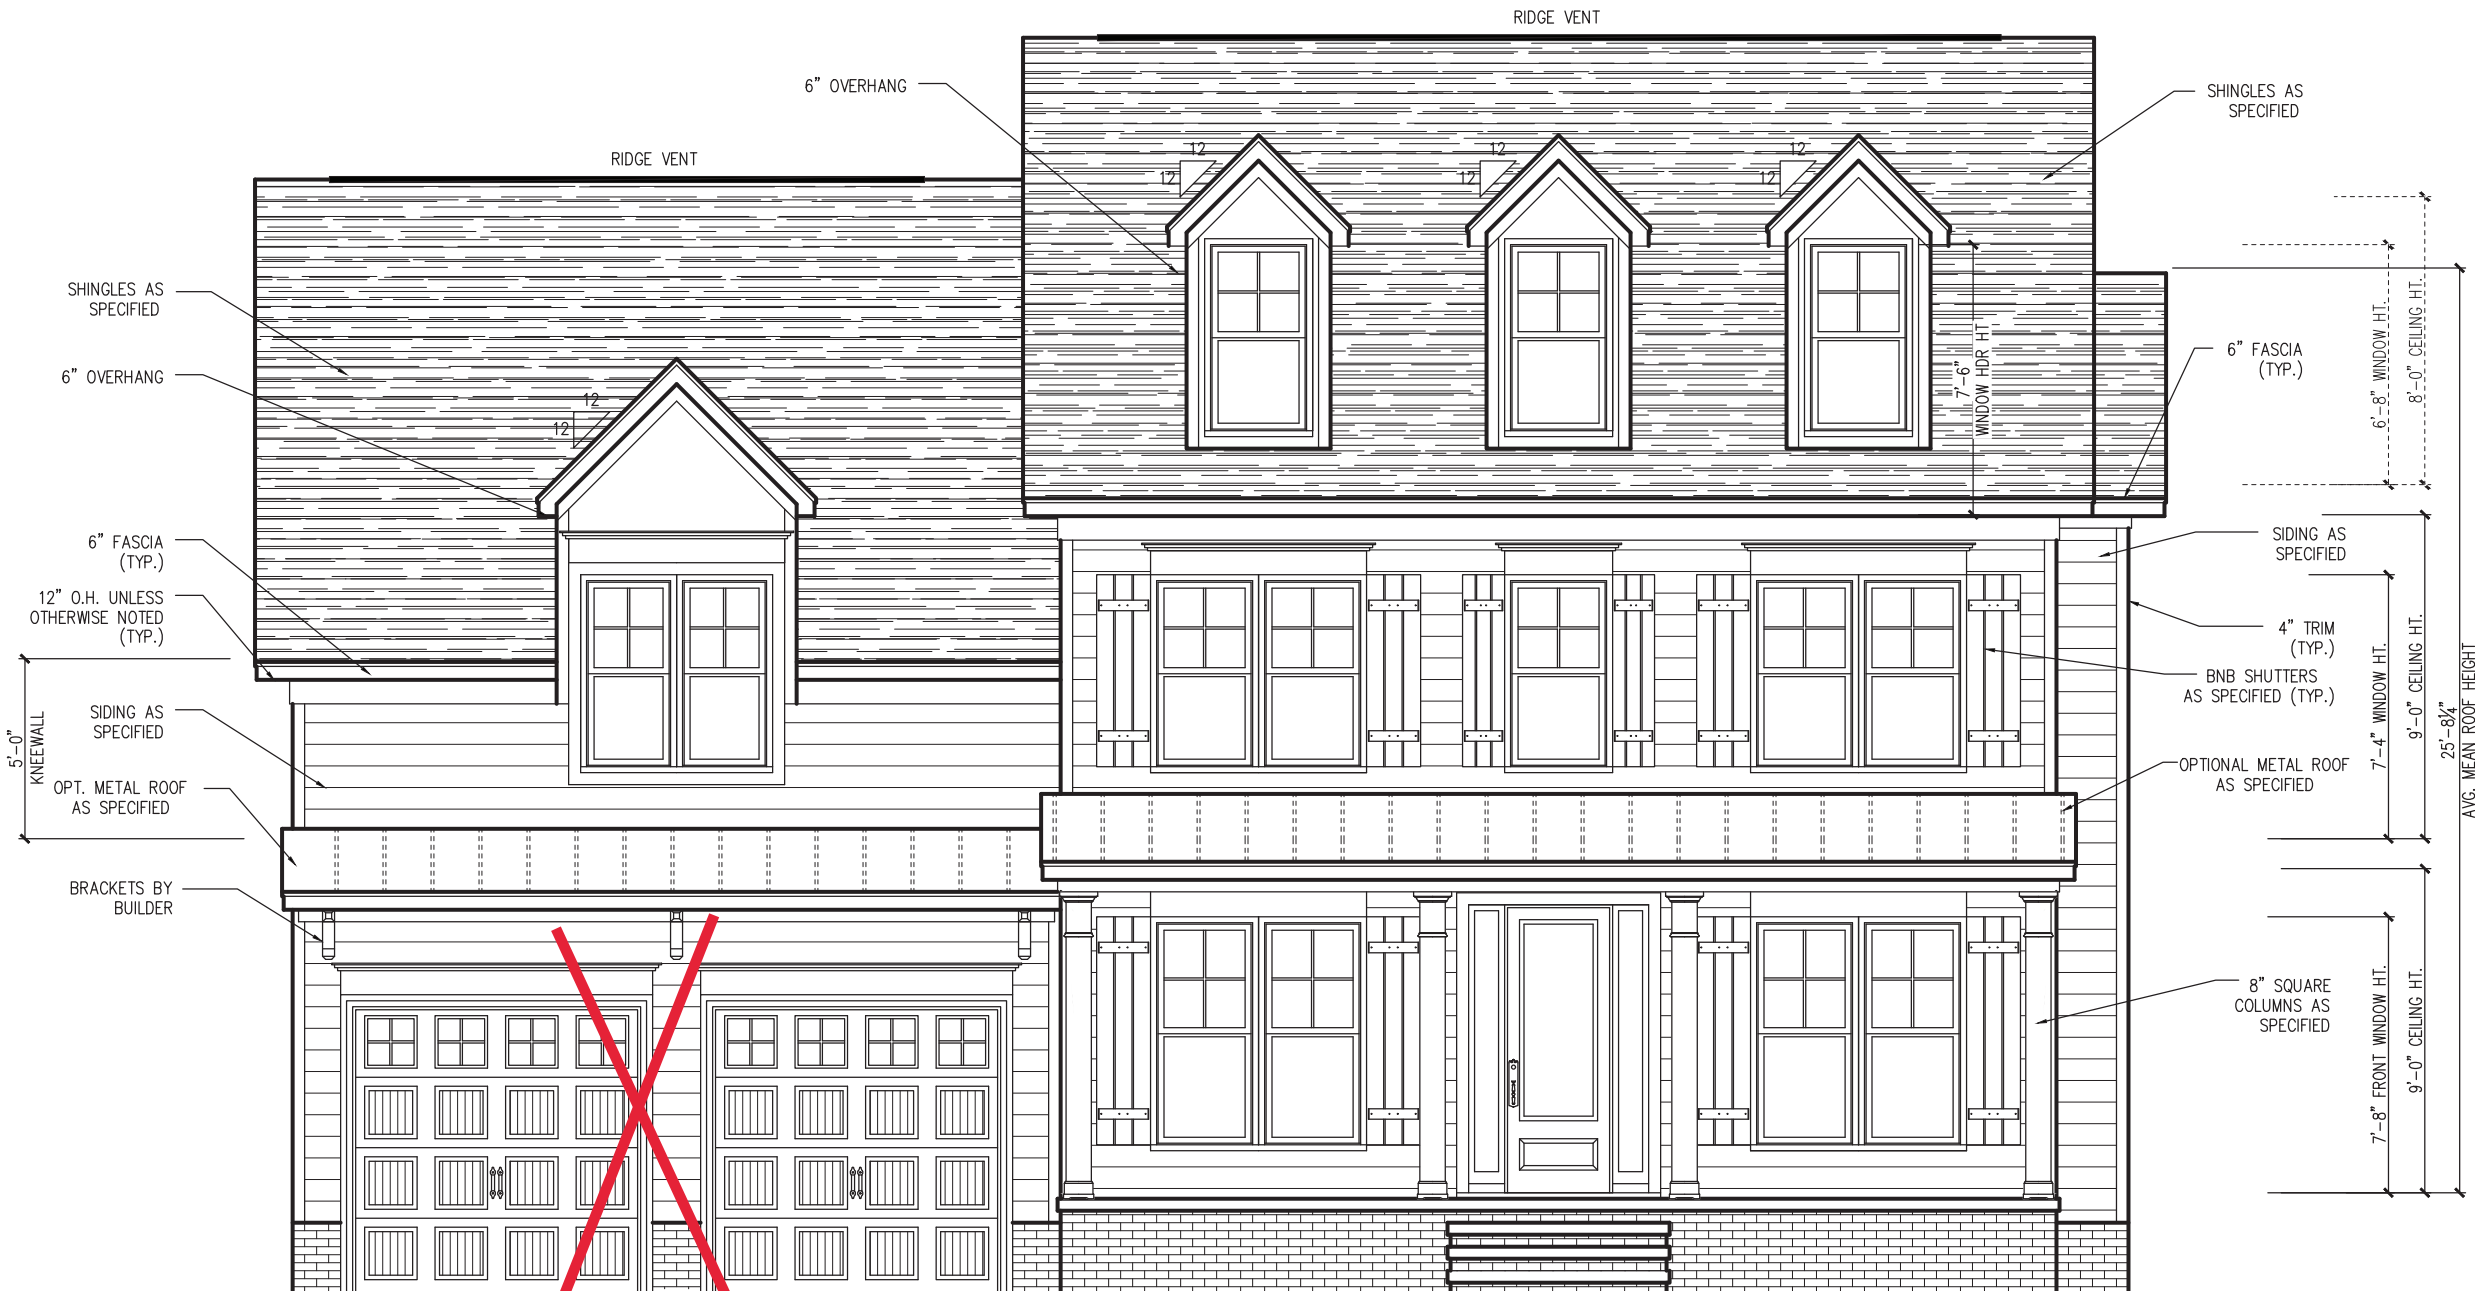 RIDGE VENT
6" OVERHANG
SHINGLES AS
SPECIFIED
RIDGE VENT
12
12
12
12
12
12
SHINGLES AS
SPECIFIED
6" OVERHANG
12
12
6" FASCIA
(TYP.)
12" O.H. UNLESS
OTHERWISE NOTED
(TYP.)
5'-0"
KNEEWALL
SIDING AS
SPECIFIED
OPT. METAL ROOF
AS SPECIFIED
BRACKETS BY
BUILDER
7'-6"
WINDOW HDR HT
6'-8" WINDOW HT.
8'-0" CEILING HT.
6" FASCIA
(TYP.)
SIDING AS
SPECIFIED
4" TRIM
(TYP.)
BNB SHUTTERS
AS SPECIFIED (TYP.)
7'-4" WINDOW HT.
9'-0" CEILING HT.
25'-8¼"
AVG. MEAN ROOF HEIGHT
OPTIONAL METAL ROOF
AS SPECIFIED
8" SQUARE
COLUMNS AS
SPECIFIED
7'-8" FRONT WINDOW HT.
9'-0" CEILING HT.